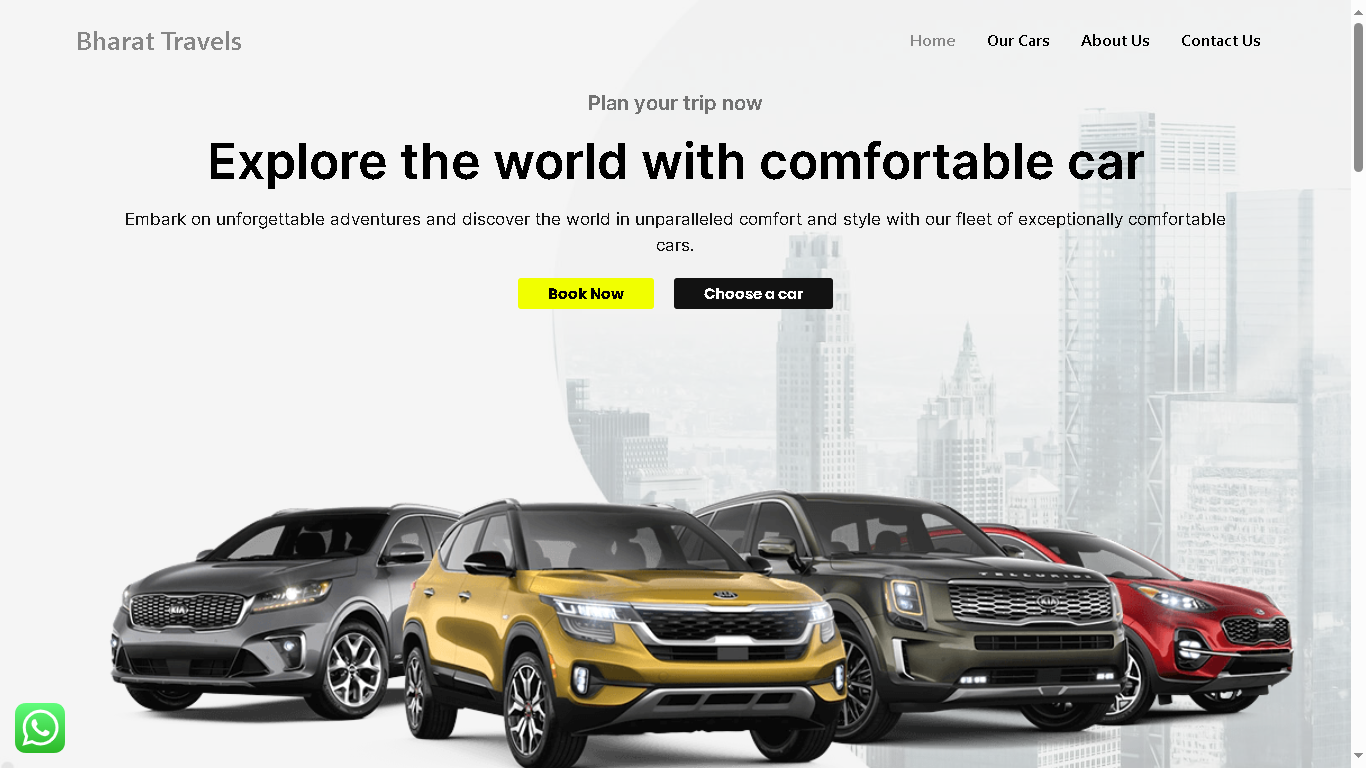 Bharat Travels
Home
Our Cars
About Us
Contact Us
Plan your trip now
Explore the world with comfortable car
Embark on unforgettable adventures and discover the world in unparalleled comfort and style with our fleet of exceptionally comfortable
cars.
Book Now
Choose a car
TELLURIDE
KIA
KIA
KIA